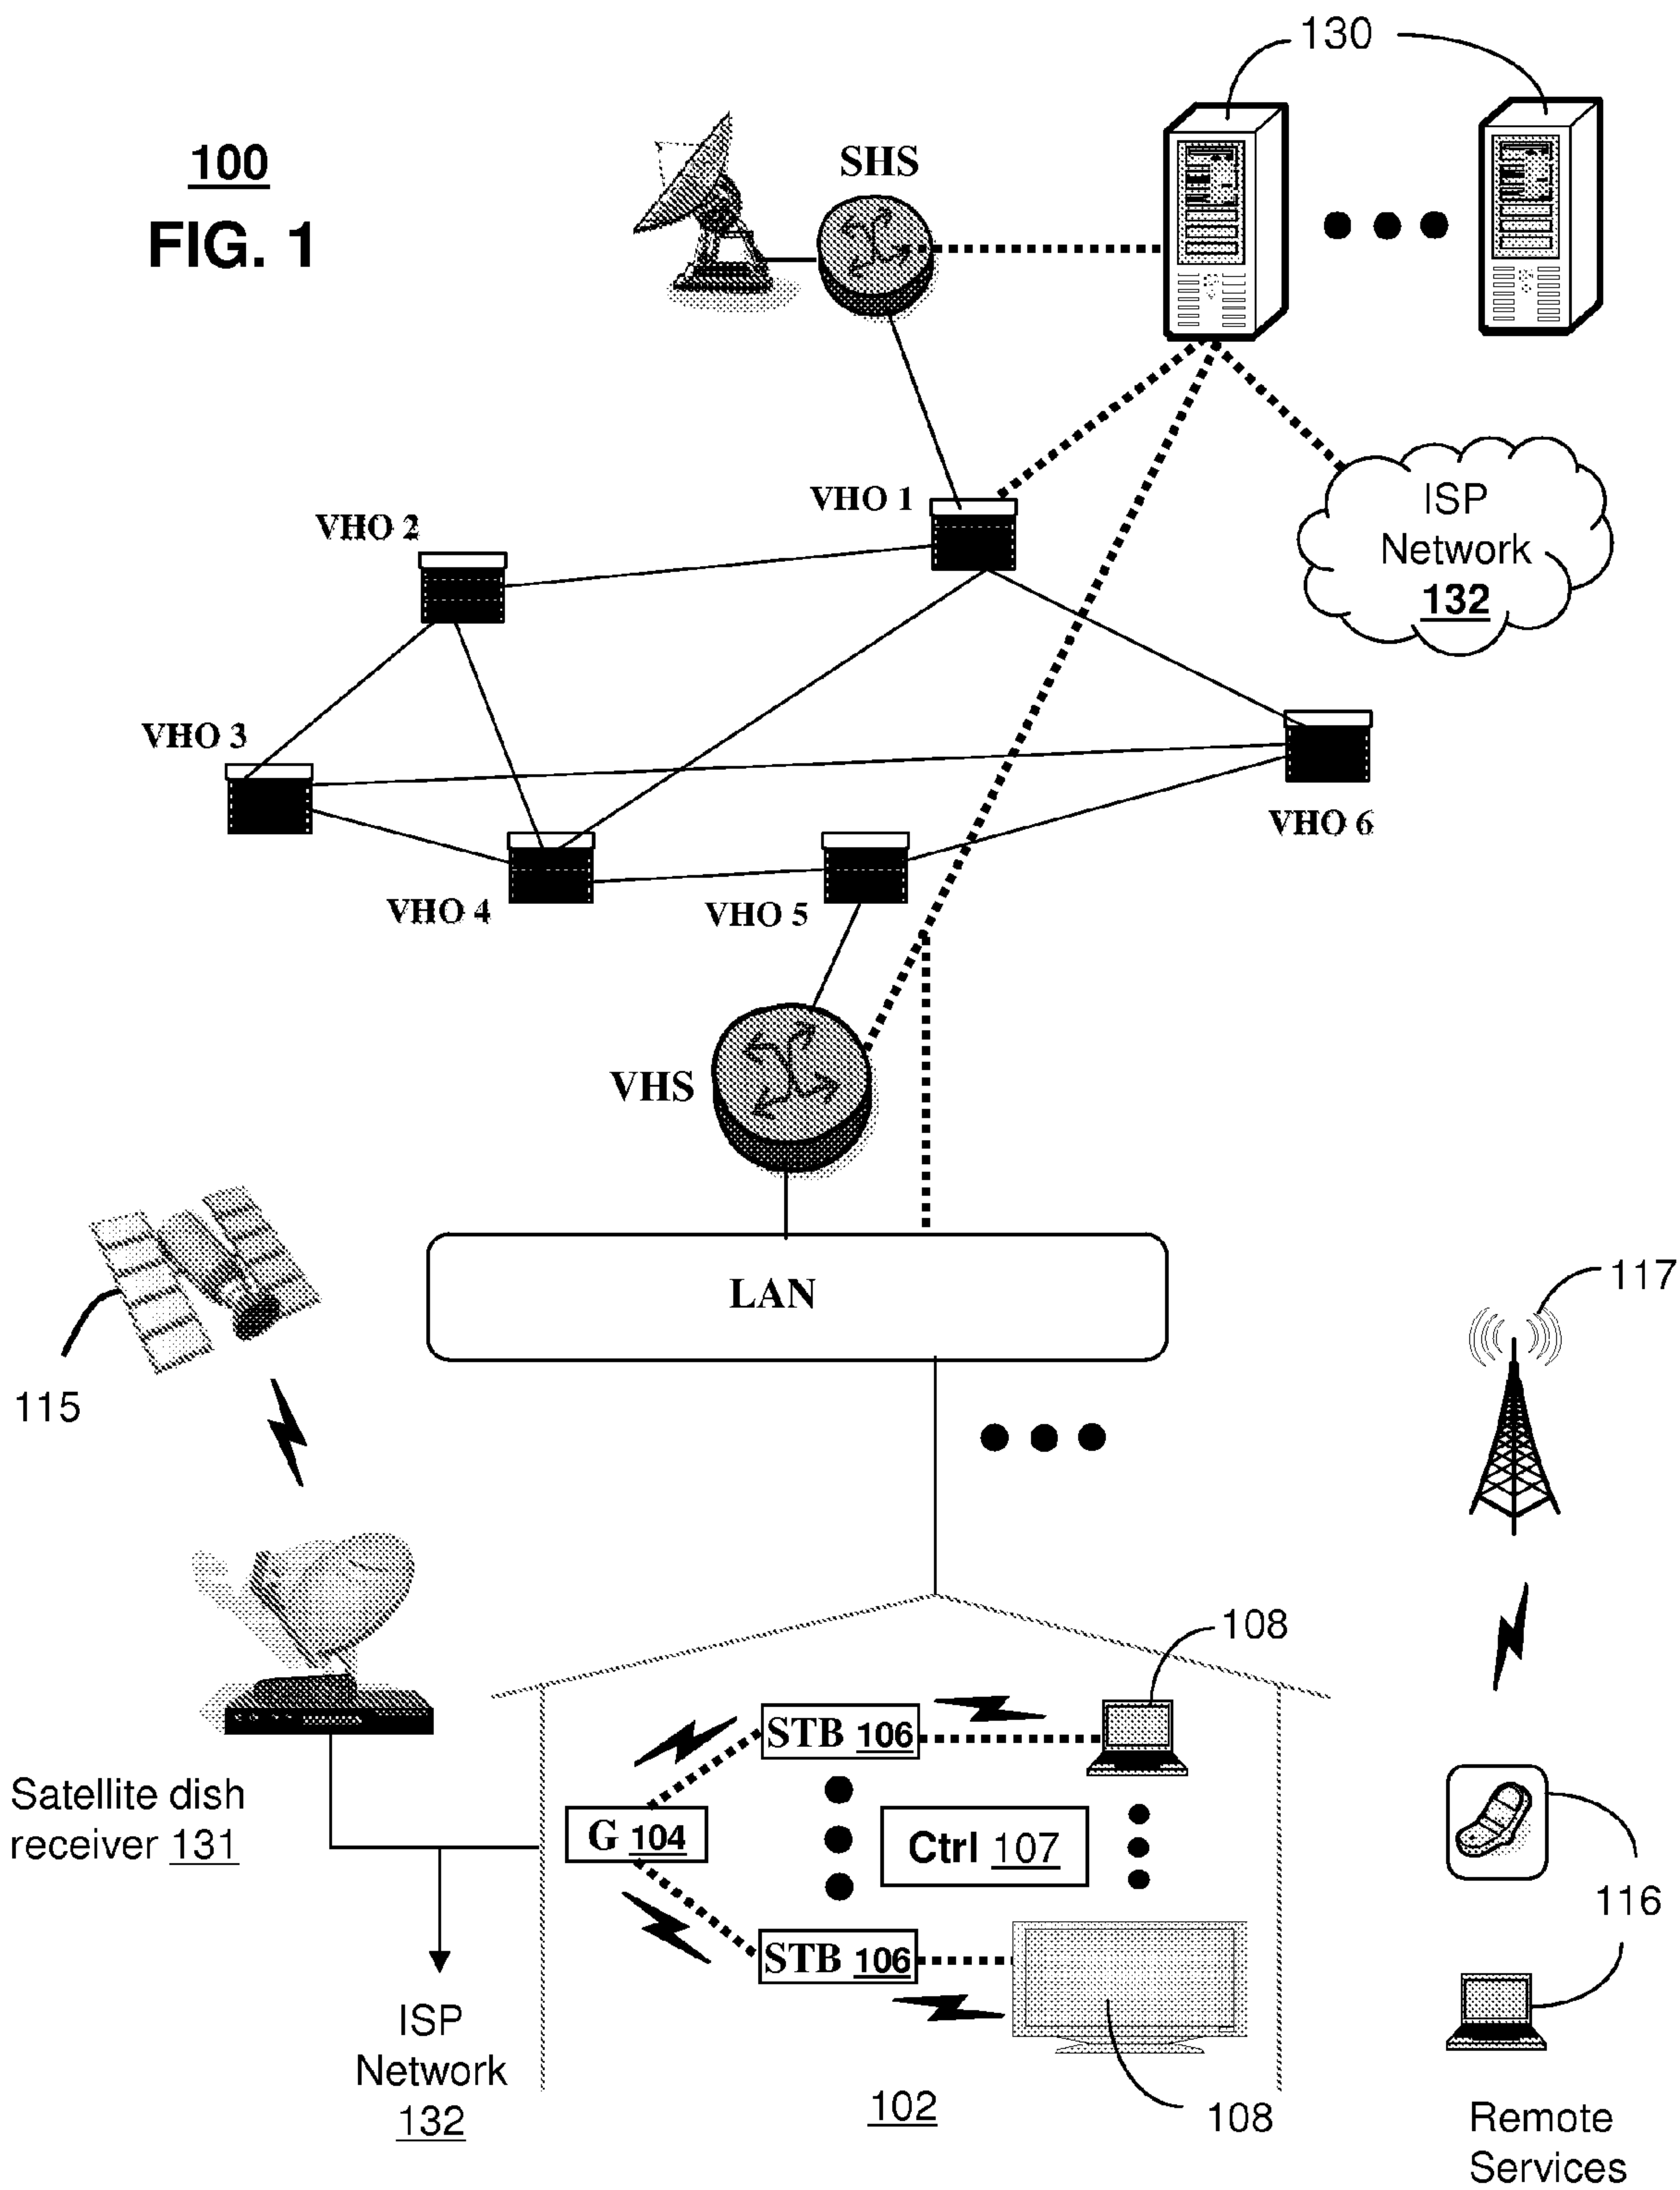 130
100
FIG. 1
SHS
VHO 1
VHO 2
ISP
Network
132
VHO 3
VHO 6
VHO 4
VHO 5
VHS
LAN
117
115
108
STB 106
Satellite dish
receiver 131
G 104
Ctrl 107
116
STB 106
ISP
Network
132
102
108
Remote
Services